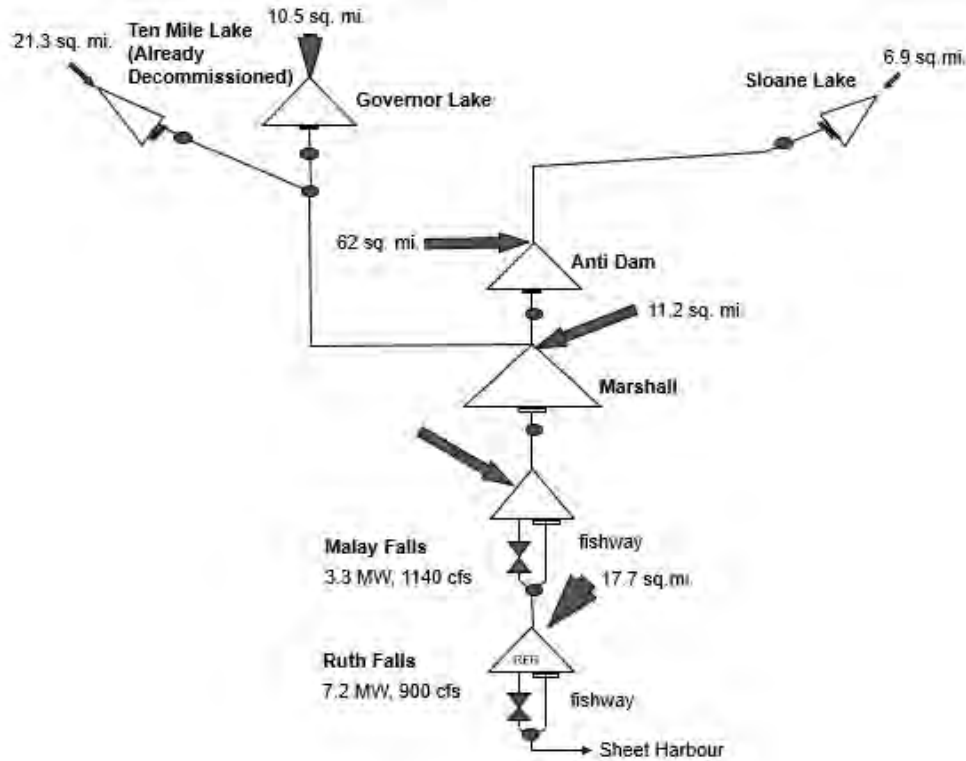 10.5 sq. mi.
Ten Mile Lake
(Already
Decommissioned)
21.3 sq. mi.
Governor Lake
Sloane Lake
6.9 sq.mi.
62 sq. mi.
Anti Dam
11.2 sq. mi.
Marshall
Malay Falls
3.3 MW, 1140 cfs
fishway
17.7 sq.mi.
Ruth Falls
7.2 MW, 900 cfs
fishway
Sheet Harbour